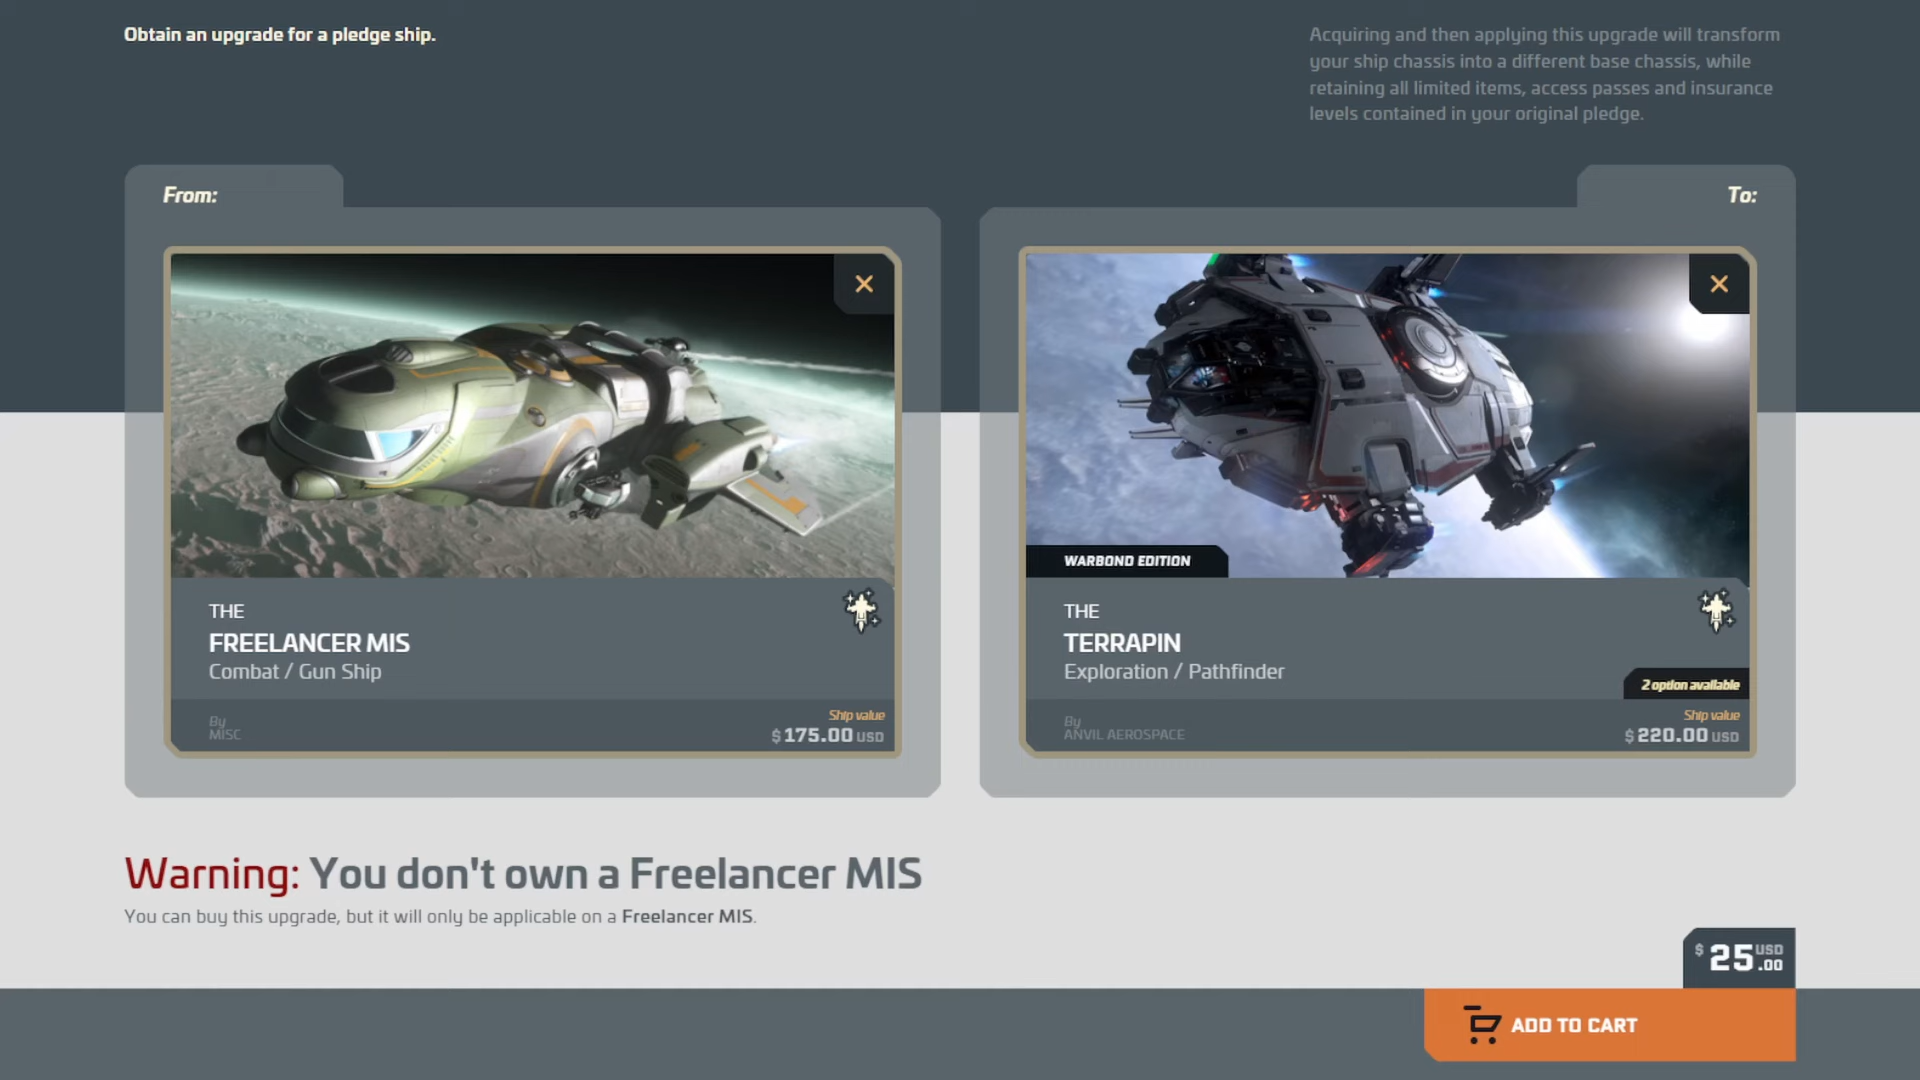 Obtain an upgrade for a pledge ship.
Acquiring and then applying this upgrade will transform
your ship chassis into a different base chassis, while
retaining all limited items, access passes and insurance
levels contained in your original pledge.
From:
THE
FREELANCER MIS
Combat / Gun Ship
By
MISC
Ship value
$ 175.00 USD
To:
WARBOND EDITION
THE
TERRAPIN
Exploration / Pathfinder
2 option available
By
ANVIL AEROSPACE
Ship value
$ 220.00 USD
Warning: You don't own a Freelancer MIS
You can buy this upgrade, but it will only be applicable on a Freelancer MIS.
$ 25.00 USD
ADD TO CART